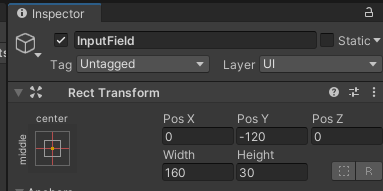 Inspector
InputField
Static
Tag Untagged Layer UI
Rect Transform
center
middle
Pos X Pos Y Pos Z
0 -120 0
Width Height
160 30
R